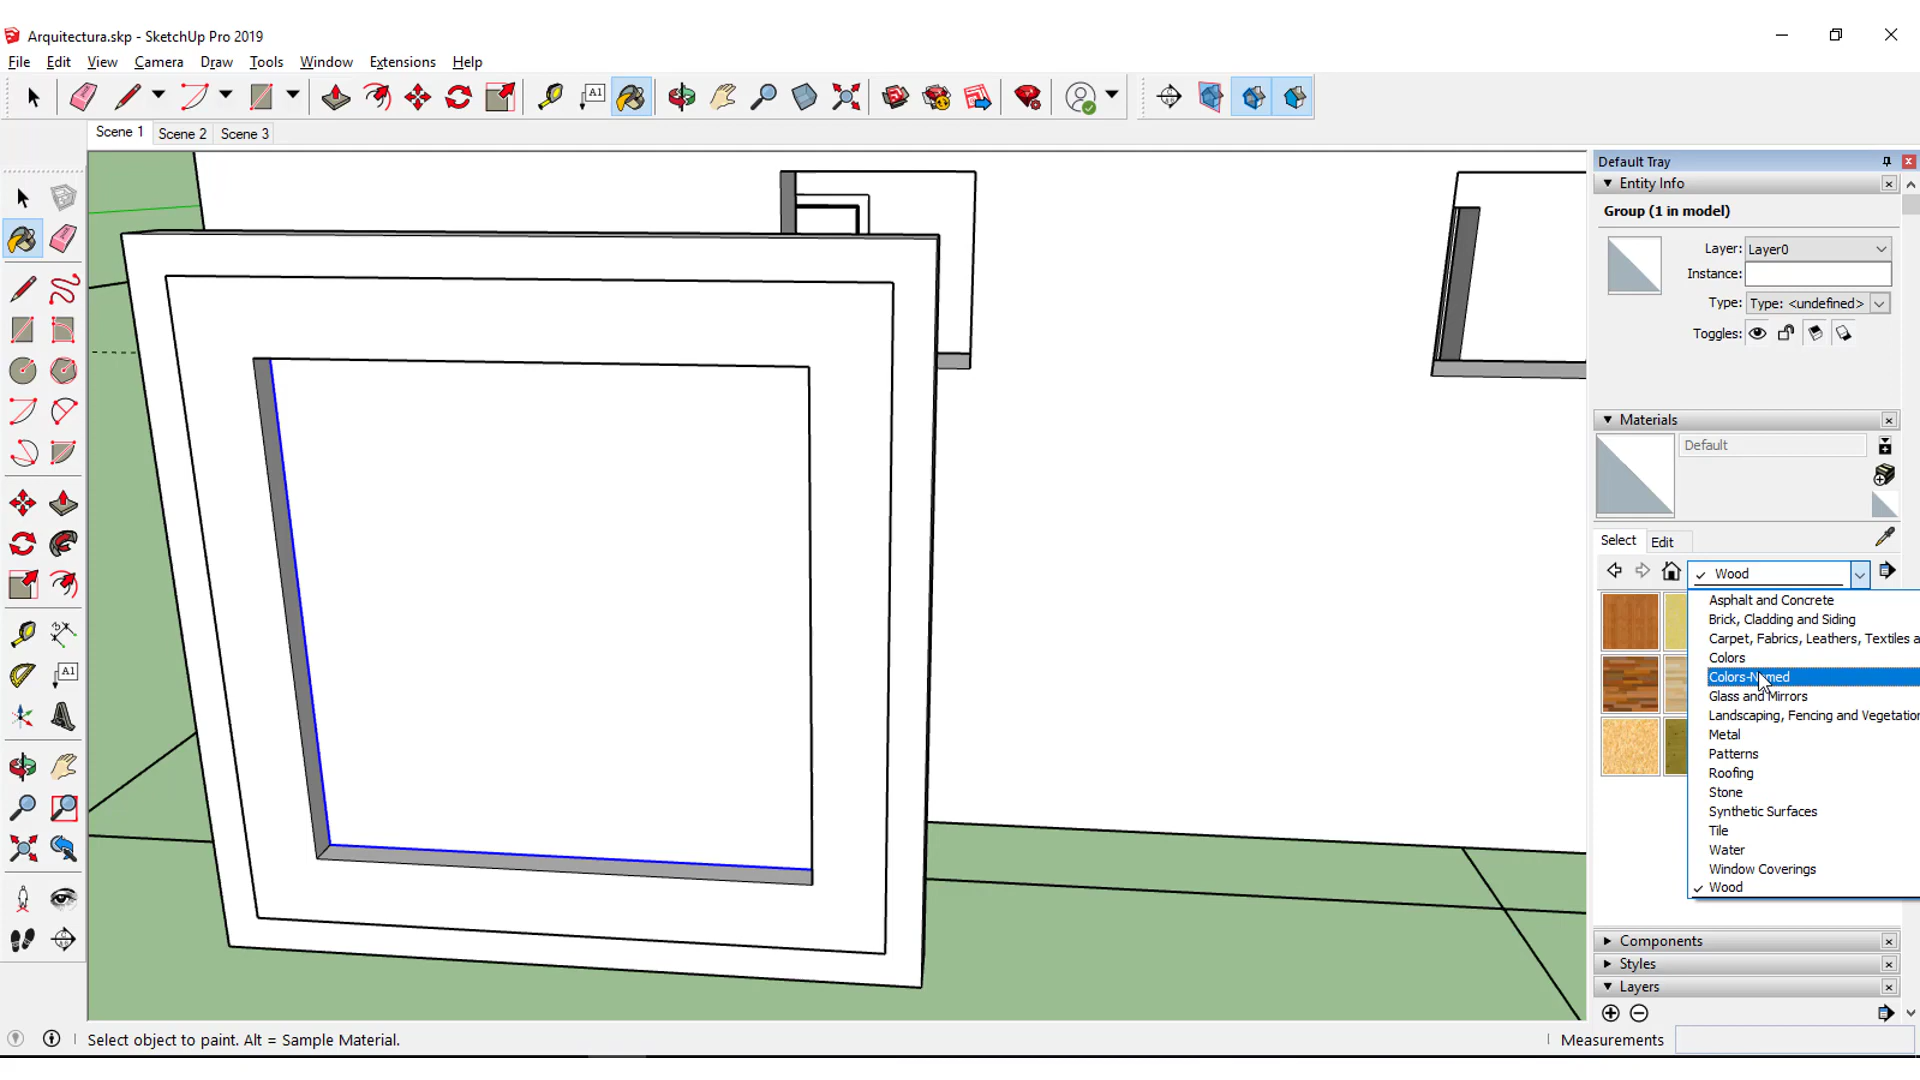 Arquitectura.skp - SketchUp Pro 2019
File Edit View Camera Draw Tools Window Extensions Help
A1
Scene 1 Scene 2 Scene 3
Default Tray
Entity Info
Group (1 in model)
Layer: Layer0
Instance:
Type: Type: <undefined>
Toggles:
Materials
Default
Select Edit
Wood
Asphalt and Concrete
Brick, Cladding and Siding
Carpet, Fabrics, Leathers, Textiles a
Colors
Colors-Named
Glass and Mirrors
Landscaping, Fencing and Vegetation
Metal
Patterns
Roofing
Stone
Synthetic Surfaces
Tile
Water
Window Coverings
Wood
A1
Components
Styles
Layers
Select object to paint. Alt = Sample Material.
Measurements